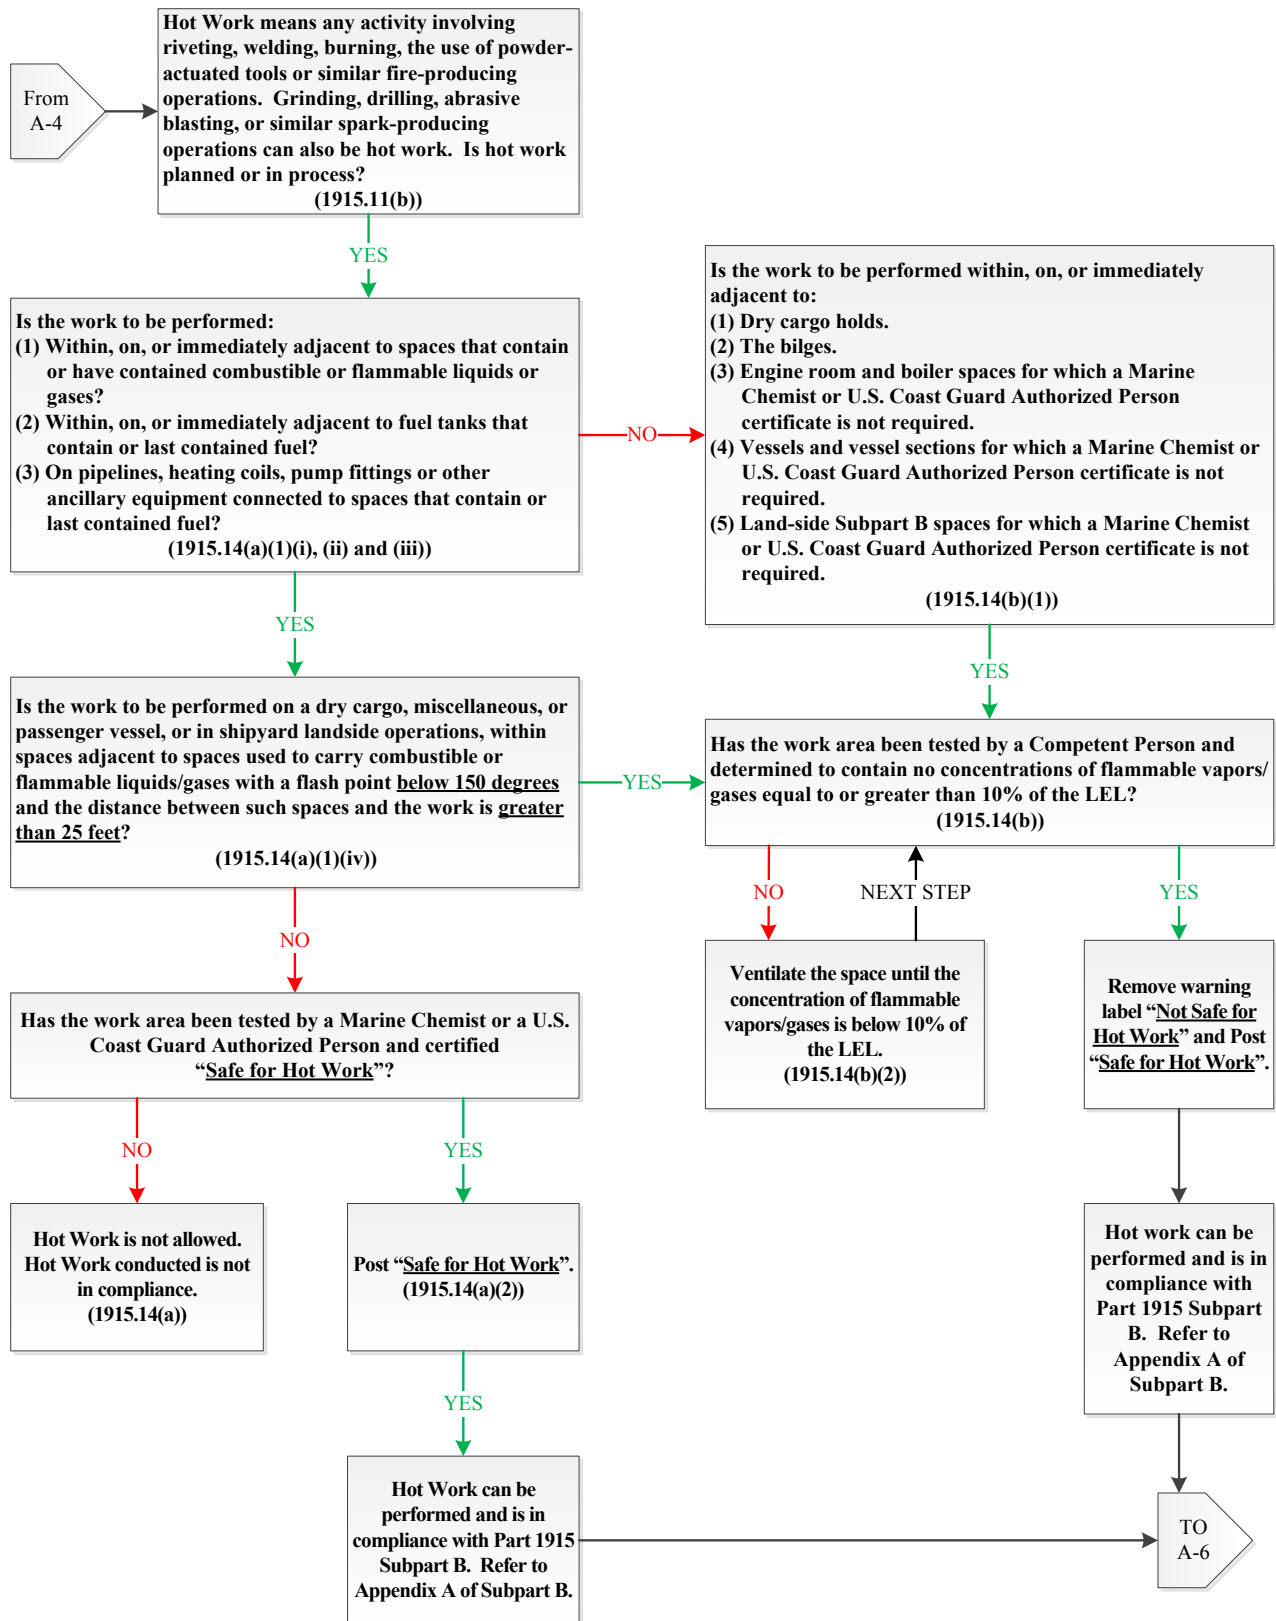 Hot Work means any activity involving
riveting, welding, burning, the use of powder-
actuated tools or similar fire-producing
operations.  Grinding, drilling, abrasive
blasting, or similar spark-producing
operations can also be hot work.  Is hot work
planned or in process?
(1915.11(b))
From
A-4
YES
Is the work to be performed:
(1) Within, on, or immediately adjacent to spaces that contain
or have contained combustible or flammable liquids or
gases?
(2) Within, on, or immediately adjacent to fuel tanks that
contain or last contained fuel?
(3) On pipelines, heating coils, pump fittings or other
ancillary equipment connected to spaces that contain or
last contained fuel?
(1915.14(a)(1)(i), (ii) and (iii))
NO
Is the work to be performed within, on, or immediately
adjacent to:
(1) Dry cargo holds.
(2) The bilges.
(3) Engine room and boiler spaces for which a Marine
Chemist or U.S. Coast Guard Authorized Person
certificate is not required.
(4) Vessels and vessel sections for which a Marine Chemist or
U.S. Coast Guard Authorized Person certificate is not
required.
(5) Land-side Subpart B spaces for which a Marine Chemist
or U.S. Coast Guard Authorized Person certificate is not
required.
(1915.14(b)(1))
YES
YES
Is the work to be performed on a dry cargo, miscellaneous, or
passenger vessel, or in shipyard landside operations, within
spaces adjacent to spaces used to carry combustible or
flammable liquids/gases with a flash point below 150 degrees
and the distance between such spaces and the work is greater
than 25 feet?
(1915.14(a)(1)(iv))
YES
Has the work area been tested by a Competent Person and
determined to contain no concentrations of flammable vapors/
gases equal to or greater than 10% of the LEL?
(1915.14(b))
NO
NEXT STEP
YES
NO
Ventilate the space until the
concentration of flammable
vapors/gases is below 10% of
the LEL.
(1915.14(b)(2))
Remove warning
label “Not Safe for
Hot Work” and Post
“Safe for Hot Work”.
Has the work area been tested by a Marine Chemist or a U.S.
Coast Guard Authorized Person and certified
“Safe for Hot Work”?
NO
YES
Hot Work is not allowed.
Hot Work conducted is not
in compliance.
(1915.14(a))
Post “Safe for Hot Work”.
(1915.14(a)(2))
Hot work can be
performed and is in
compliance with
Part 1915 Subpart
B.  Refer to
Appendix A of
Subpart B.
YES
Hot Work can be
performed and is in
compliance with Part 1915
Subpart B.  Refer to
Appendix A of Subpart B.
TO
A-6